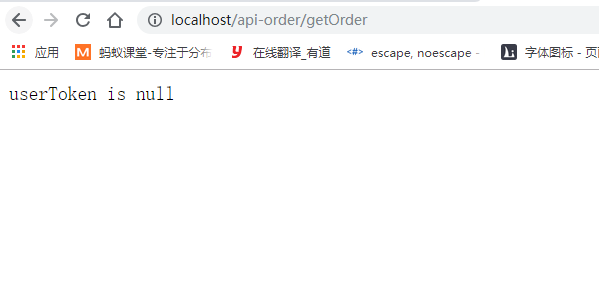 localhost/api-order/getOrder
应用 蚂蚁课堂-专注于分布 在线翻译_有道 <#> escape, noescape - 字体图标 - 页面
userToken is null